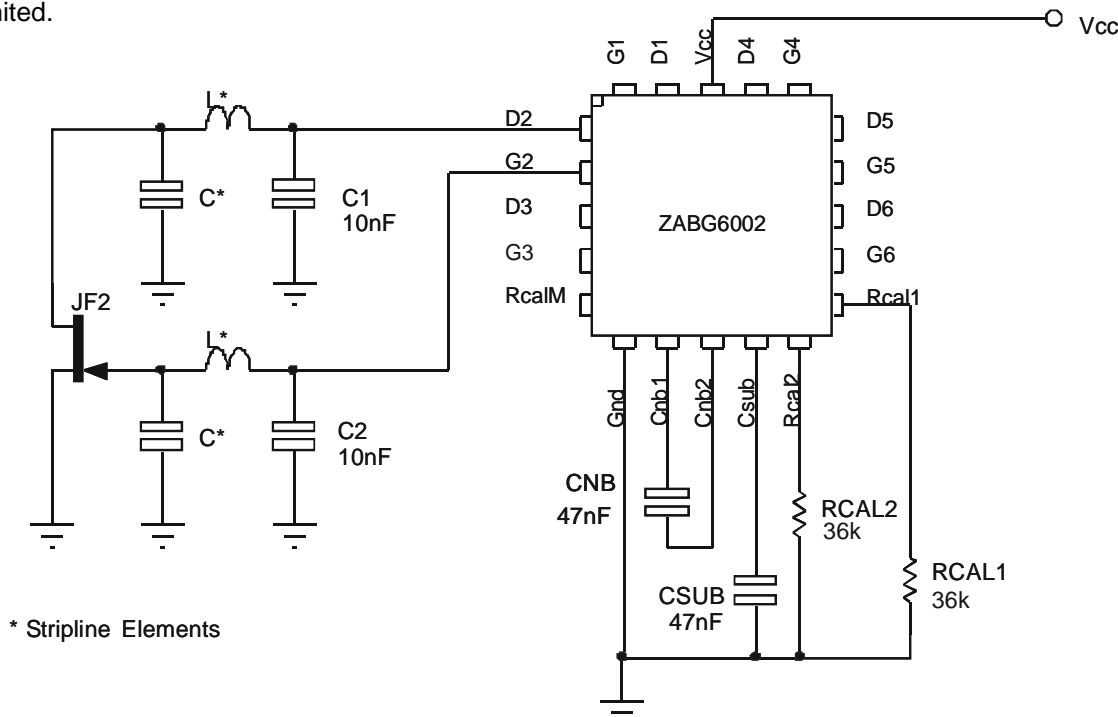 nited.
Vcc
G1
D1
Vcc
D4
G4
L*
D2
D5
G2
G5
C*
C1
10nF
D3
ZABG6002
D6
G3
G6
JF2
RcalM
Rcal1
L*
Gnd
Cnb1
Cnb2
Csub
Rcal2
C*
C2
10nF
CNB
47nF
RCAL2
36k
RCAL1
36k
CSUB
47nF
* Stripline Elements